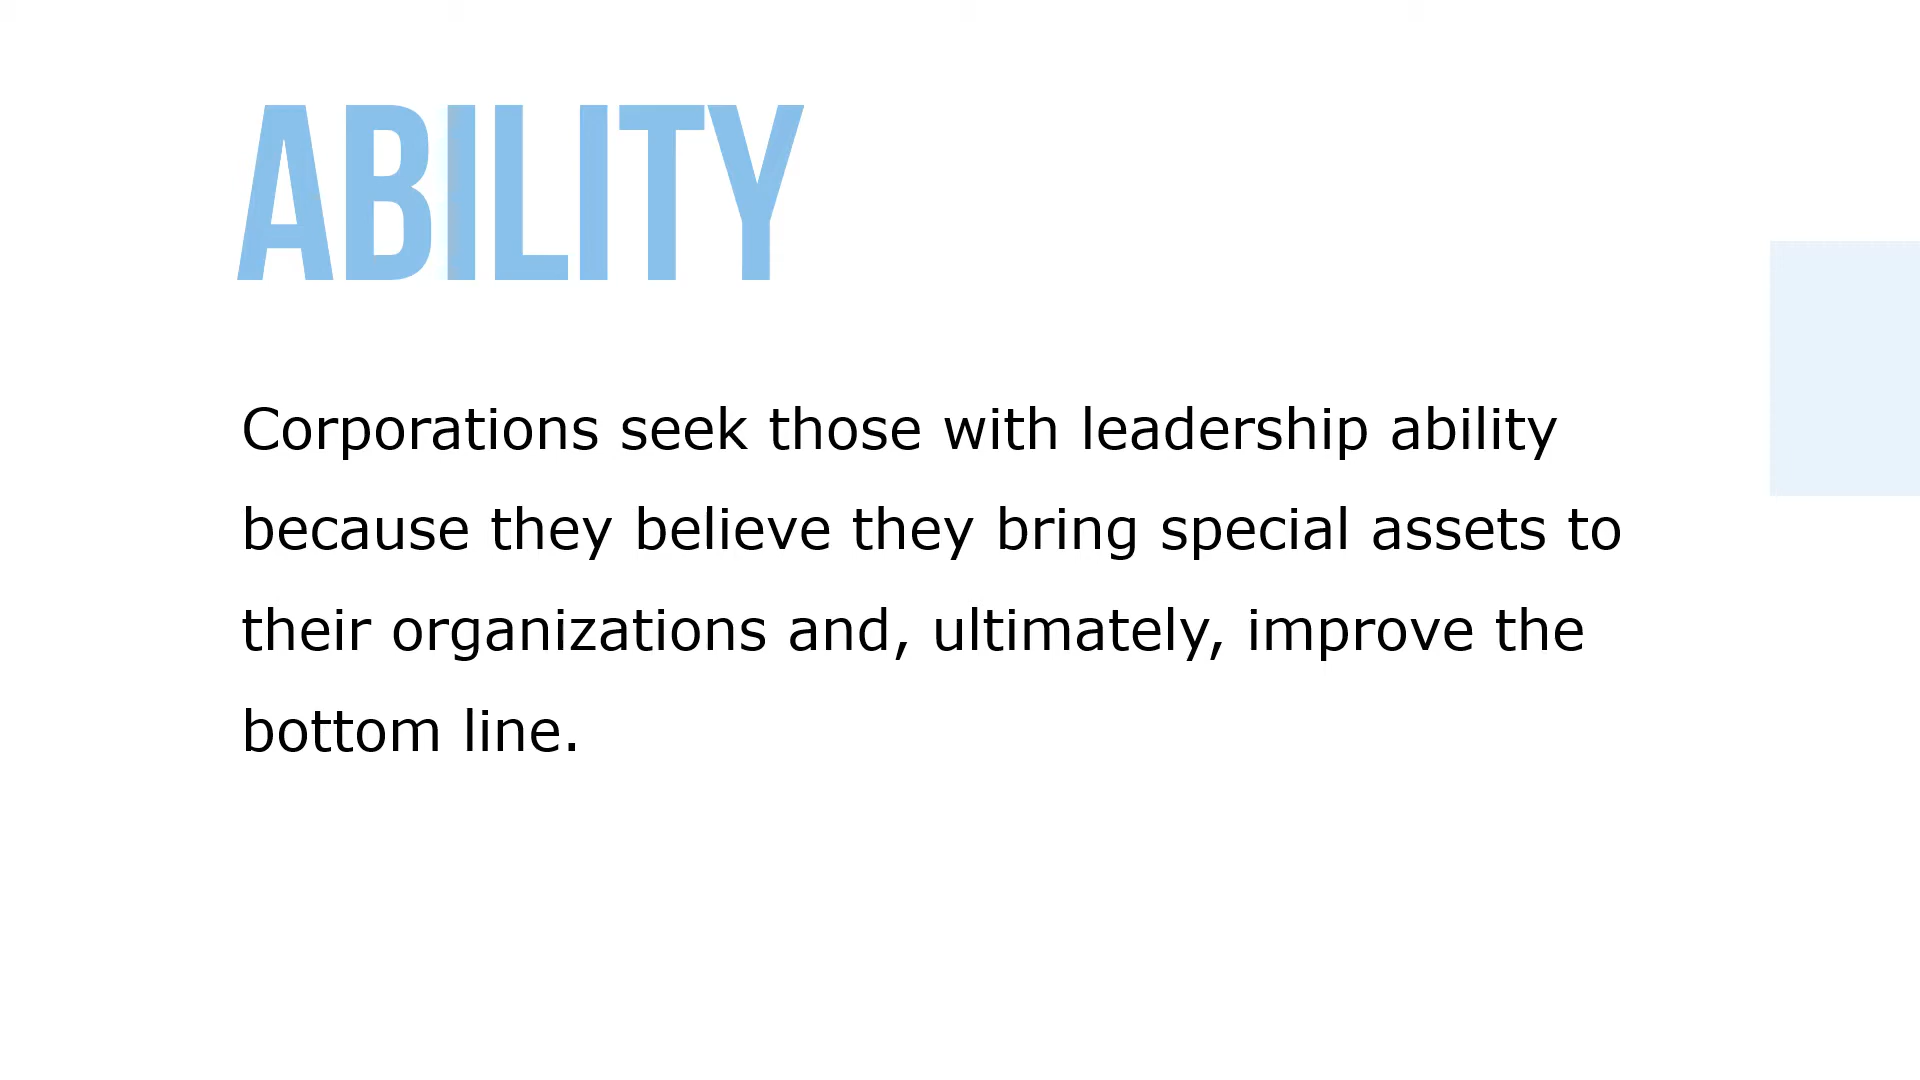 ABILITY
Corporations seek those with leadership ability
because they believe they bring special assets to
their organizations and, ultimately, improve the
bottom line.